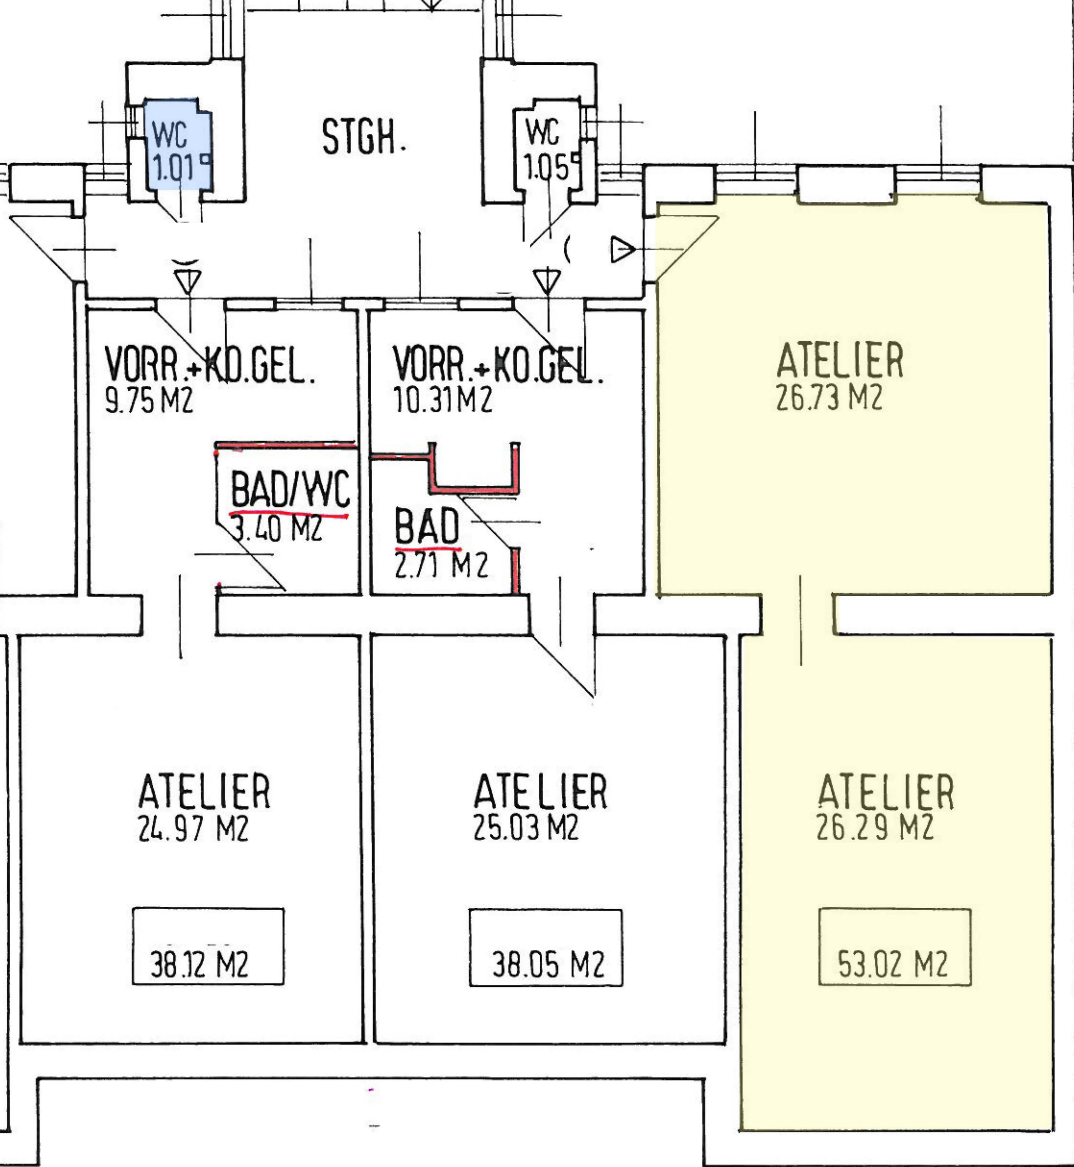 WC
1.01
STGH.
WC
1.05
VORR.+KO.GEL.
9.75 M2
VORR.+KO.GEL.
10.31 M2
ATELIER
26.73 M2
BAD/WC
3.40 M2
BAD
2.71 M2
ATELIER
24.97 M2
ATELIER
25.03 M2
ATELIER
26.29 M2
38.12 M2
38.05 M2
53.02 M2